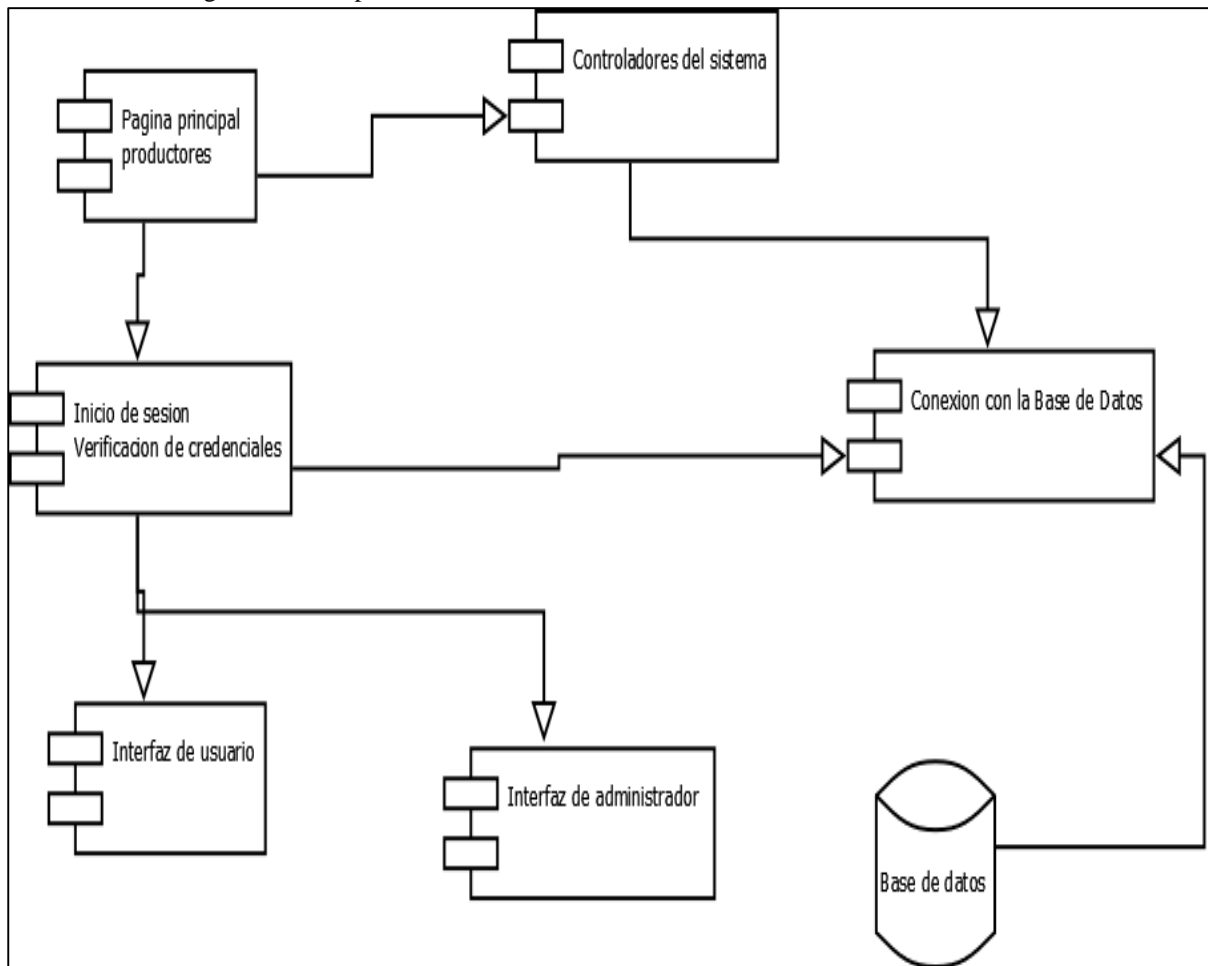 Controladores del sistema
Pagina principal
productores
Inicio de sesion
Verificacion de credenciales
Conexion con la Base de Datos
Interfaz de usuario
Interfaz de administrador
Base de datos